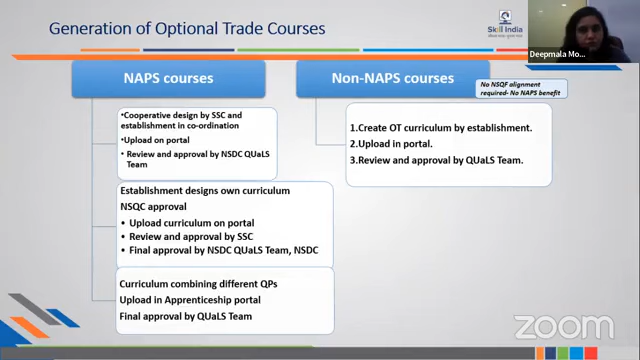 Generation of Optional Trade Courses
Skill India
Deepmala Mo...
NAPS courses
•Cooperative design by SSC and
establishment in co-ordination
•Upload on portal
• Review and approval by NSDC QUaLS
Team
Establishment designs own curriculum
NSQC approval
• Upload curriculum on portal
• Review and approval by SSC
• Final approval by NSDC QUaLS Team, NSDC
Curriculum combining different QPs
Upload in Apprenticeship portal
Final approval by QUaLS Team
Non-NAPS courses
No NSQF alignment
required- No NAPS benefit
1.Create OT curriculum by establishment.
2.Upload in portal.
3.Review and approval by QUaLS Team.
zoom